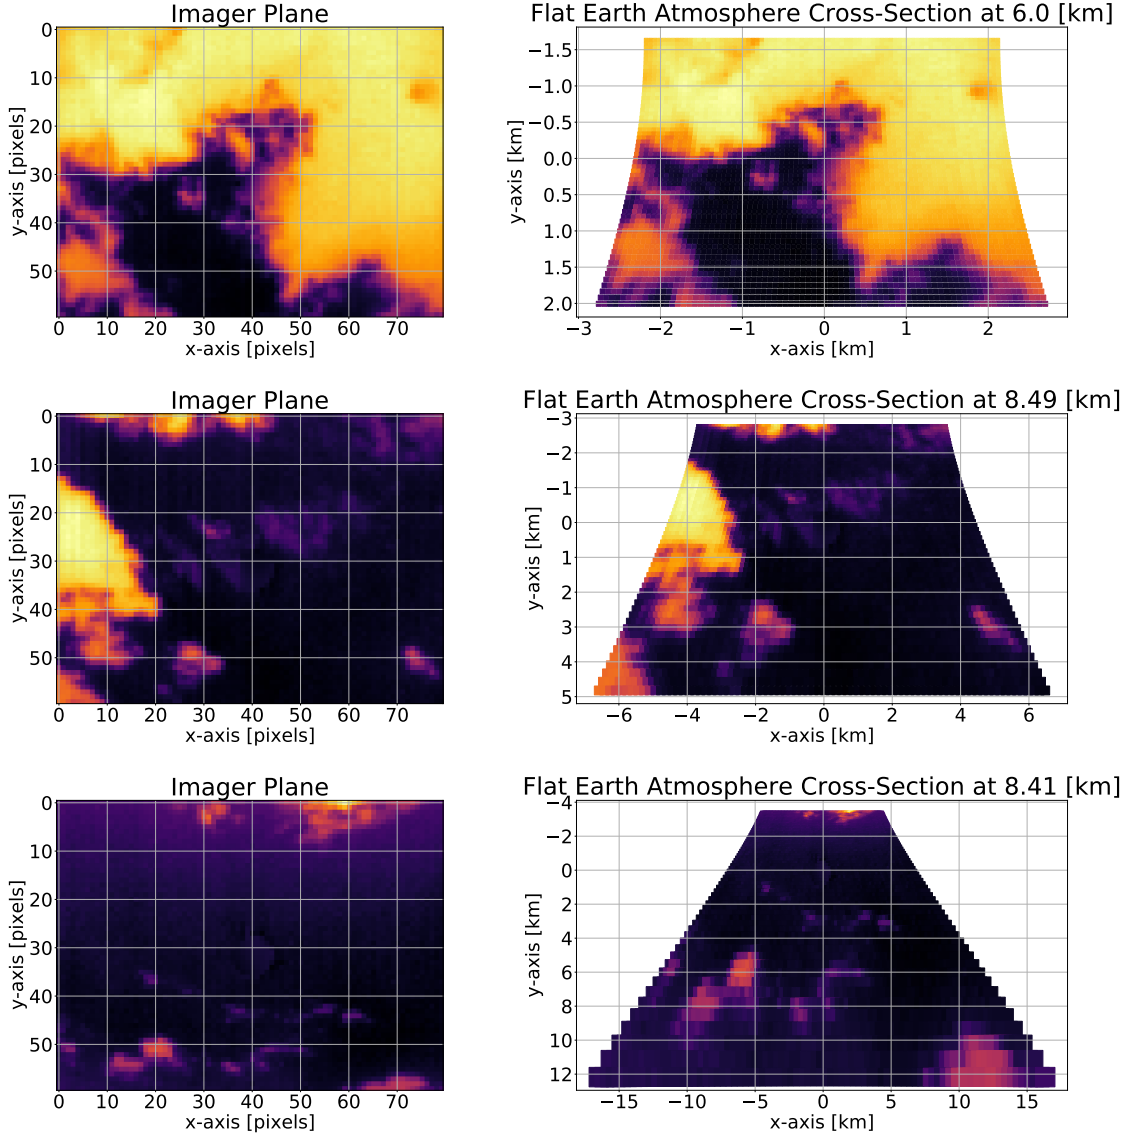 Imager Plane
Flat Earth Atmosphere Cross-Section at 6.0 [km]
0
10
20
30
40
50
y-axis [pixels]
0 10 20 30 40 50 60 70
x-axis [pixels]
−1.5
−1.0
−0.5
0.0
0.5
1.0
1.5
2.0
y-axis [km]
−3 −2 −1 0 1 2
x-axis [km]
Imager Plane
Flat Earth Atmosphere Cross-Section at 8.49 [km]
0
10
20
30
40
50
y-axis [pixels]
0 10 20 30 40 50 60 70
x-axis [pixels]
−3
−2
−1
0
1
2
3
4
5
y-axis [km]
−6 −4 −2 0 2 4 6
x-axis [km]
Imager Plane
Flat Earth Atmosphere Cross-Section at 8.41 [km]
0
10
20
30
40
50
y-axis [pixels]
0 10 20 30 40 50 60 70
x-axis [pixels]
−4
−2
0
2
4
6
8
10
12
y-axis [km]
−15 −10 −5 0 5 10 15
x-axis [km]